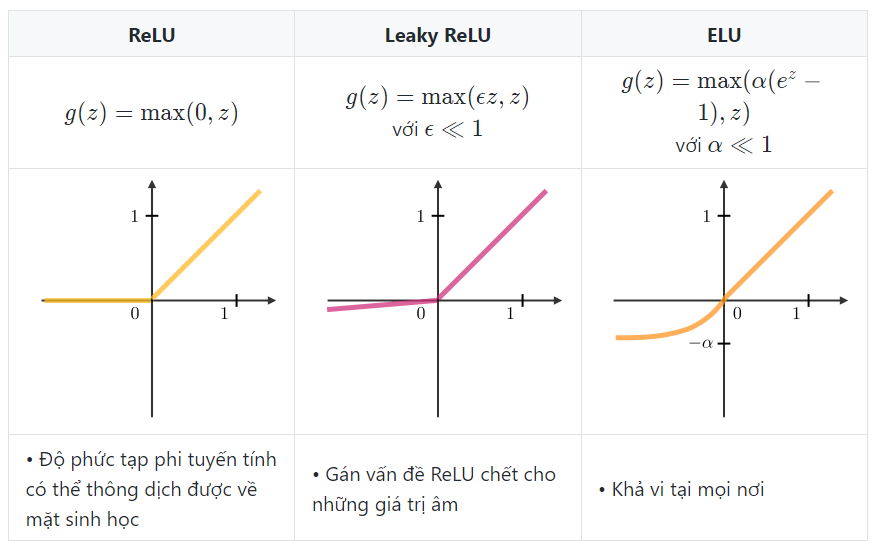 ReLU
Leaky ReLU
ELU
g(z) = max(0, z)
g(z) = max(ϵz, z)
với ϵ ≪ 1
g(z) = max(α(e^z −
1), z)
với α ≪ 1
1
0
1
1
0
1
1
0
1
−α
• Độ phức tạp phi tuyến tính
có thể thông dịch được về
mặt sinh học
• Gán vấn đề ReLU chết cho
những giá trị âm
• Khả vi tại mọi nơi